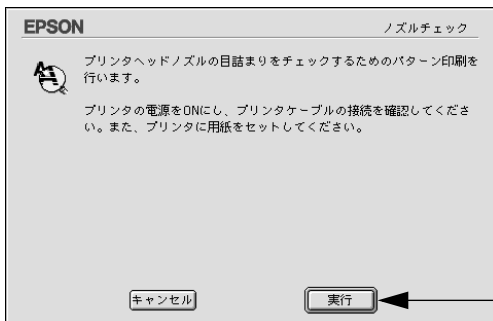 EPSON
ノズルチェック
プリンタヘッドノズルの目詰まりをチェックするためのパターン印刷を
行います。
プリンタの電源をONにし、プリンタケーブルの接続を確認してくださ
い。また、プリンタに用紙をセットしてください。
キャンセル
実行